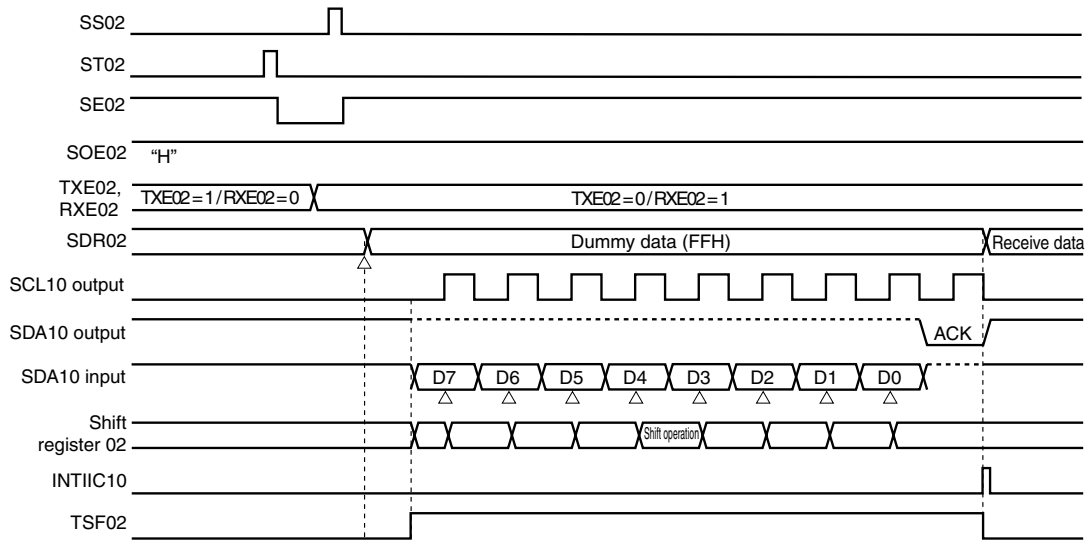 SS02
ST02
SE02
SOE02 “H”
TXE02,
RXE02
TXE02=1/RXE02=0 TXE02=0/RXE02=1
SDR02 Dummy data (FFH) Receive data
SCL10 output
SDA10 output ACK
SDA10 input D7 D6 D5 D4 D3 D2 D1 D0
Shift
register 02
Shift operation
INTIIC10
TSF02